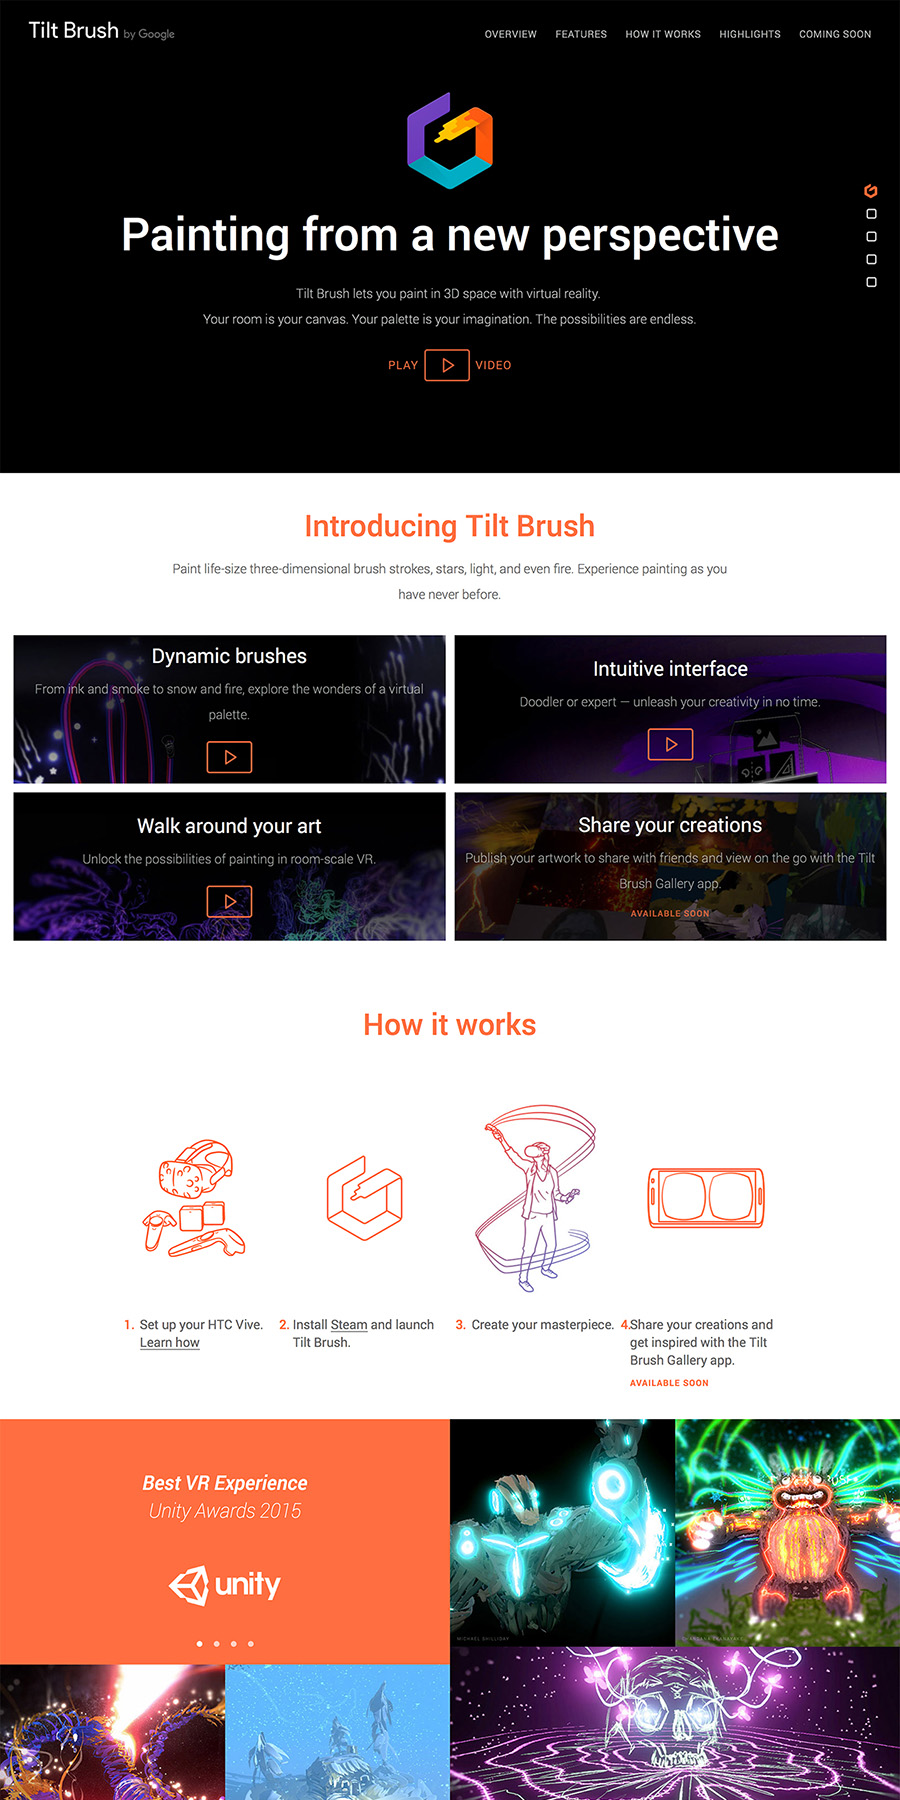 Tilt Brush by Google
OVERVIEW FEATURES HOW IT WORKS HIGHLIGHTS COMING SOON
Painting from a new perspective
Tilt Brush lets you paint in 3D space with virtual reality.
Your room is your canvas. Your palette is your imagination. The possibilities are endless.
PLAY VIDEO
Introducing Tilt Brush
Paint life-size three-dimensional brush strokes, stars, light, and even fire. Experience painting as you
have never before.
Dynamic brushes
From ink and smoke to snow and fire, explore the wonders of a virtual
palette.
Intuitive interface
Doodler or expert — unleash your creativity in no time.
Walk around your art
Unlock the possibilities of painting in room-scale VR.
Share your creations
Publish your artwork to share with friends and view on the go with the Tilt
Brush Gallery app.
AVAILABLE SOON
How it works
1. Set up your HTC Vive.
Learn how
2. Install Steam and launch
Tilt Brush.
3. Create your masterpiece.
4. Share your creations and
get inspired with the Tilt
Brush Gallery app.
AVAILABLE SOON
Best VR Experience
Unity Awards 2015
unity
MICHAEL SHILLIDAY